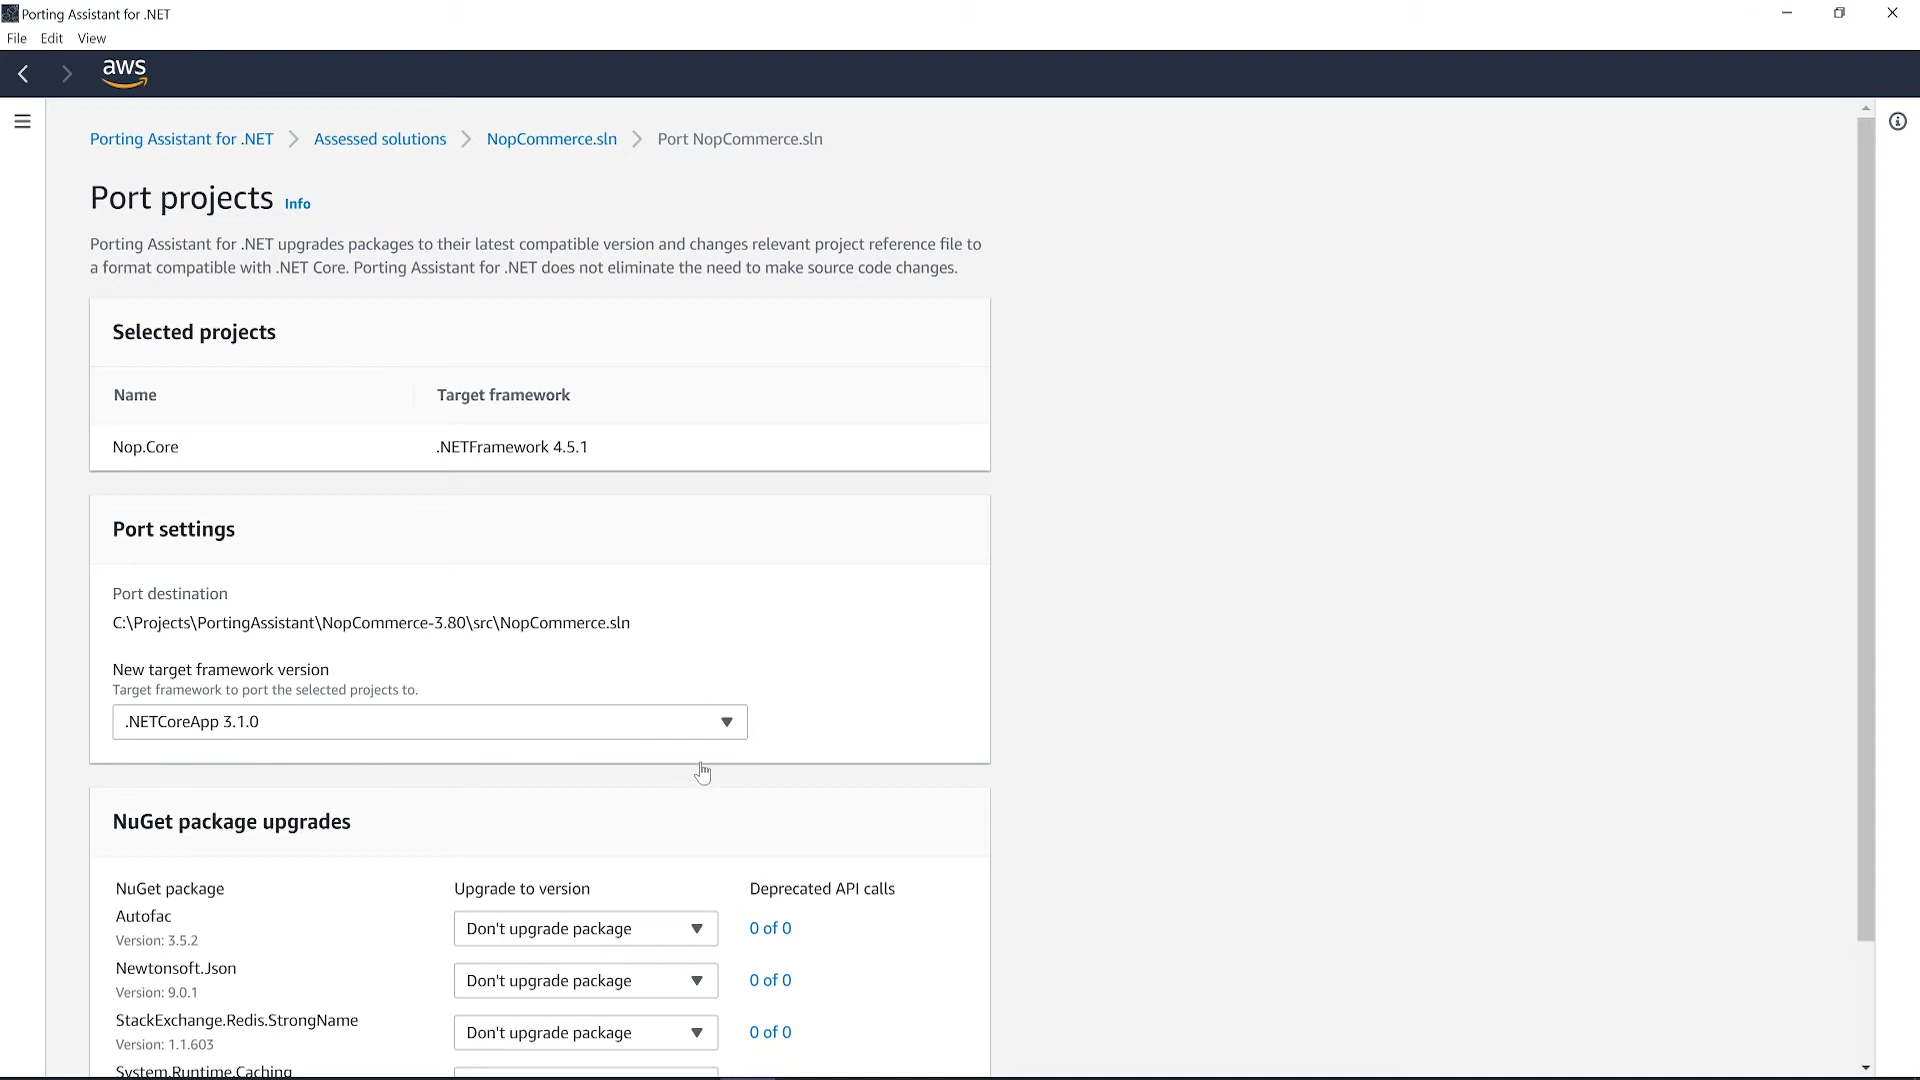 Porting Assistant for .NET
File Edit View
aws
Porting Assistant for .NET Assessed solutions NopCommerce.sln Port NopCommerce.sln
Port projects Info
Porting Assistant for .NET upgrades packages to their latest compatible version and changes relevant project reference file to
a format compatible with .NET Core. Porting Assistant for .NET does not eliminate the need to make source code changes.
Selected projects
Name Target framework
Nop.Core .NETFramework 4.5.1
Port settings
Port destination
C:\Projects\PortingAssistant\NopCommerce-3.80\src\NopCommerce.sln
New target framework version
Target framework to port the selected projects to.
.NETCoreApp 3.1.0
NuGet package upgrades
NuGet package Upgrade to version Deprecated API calls
Autofac
Version: 3.5.2 Don't upgrade package 0 of 0
Newtonsoft.Json
Version: 9.0.1 Don't upgrade package 0 of 0
StackExchange.Redis.StrongName
Version: 1.1.603 Don't upgrade package 0 of 0
System.Runtime.Caching